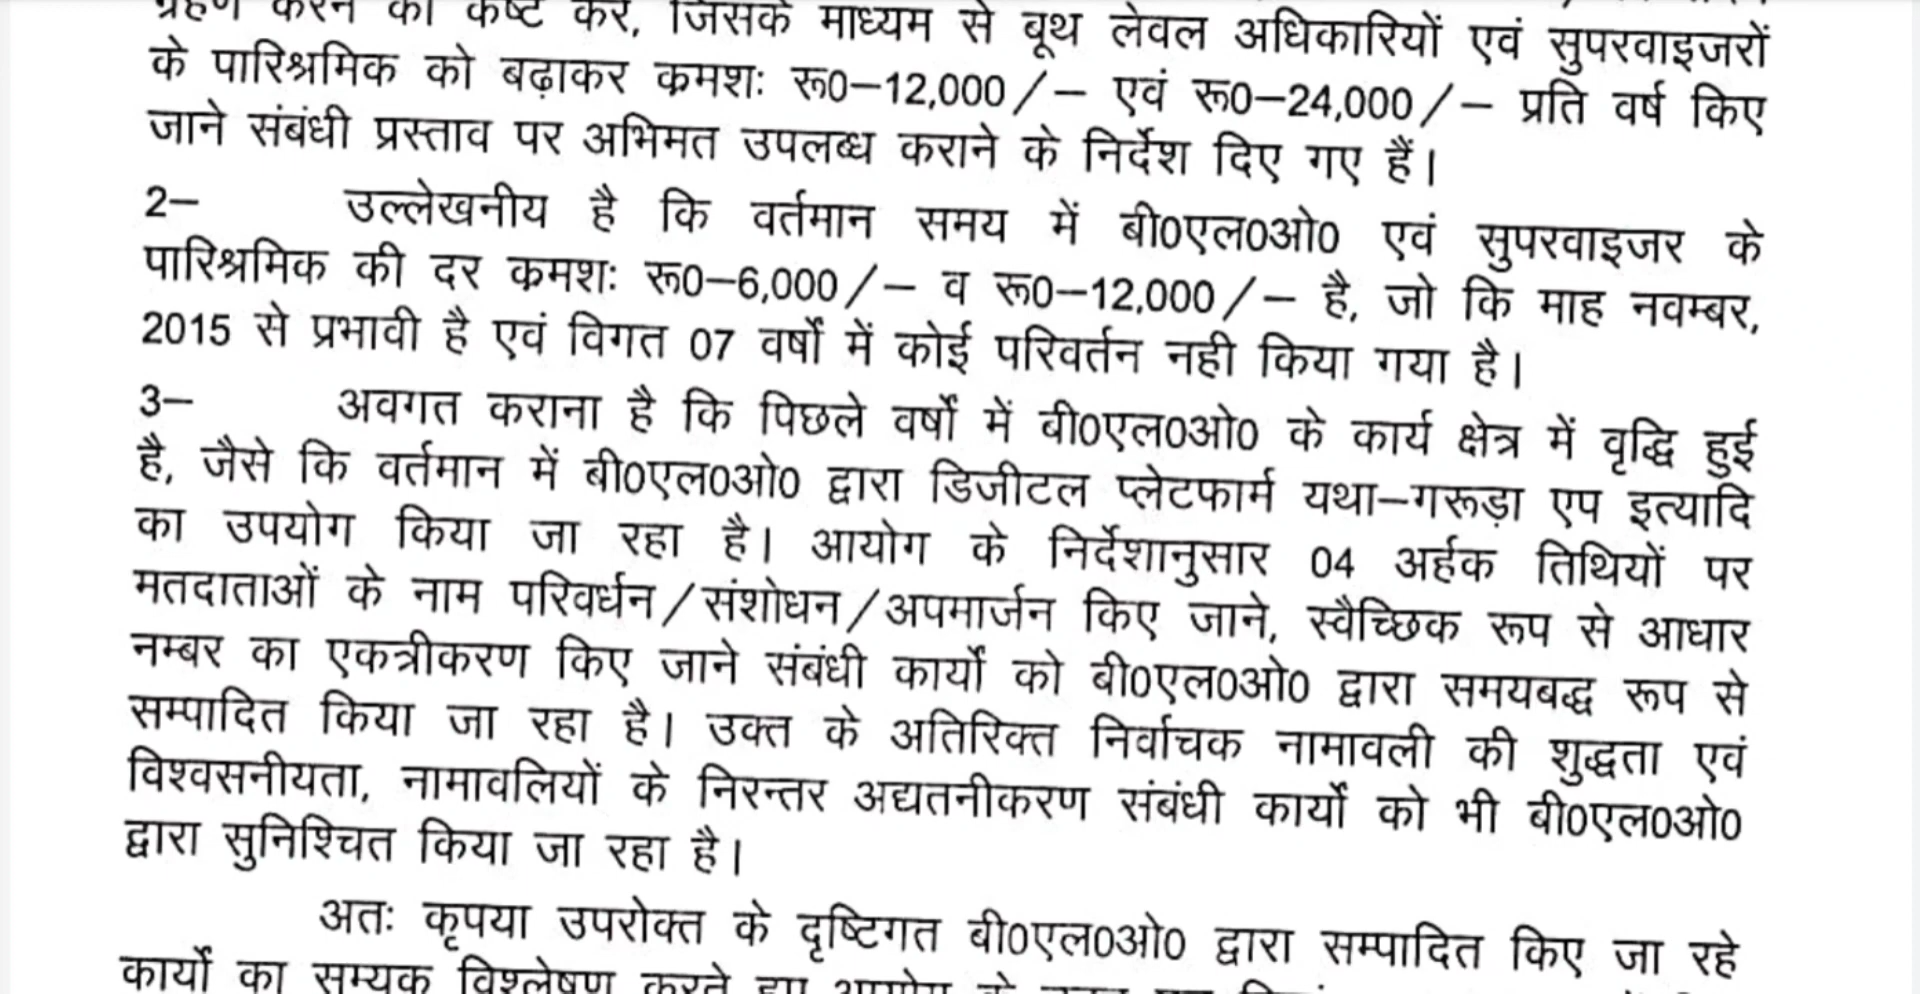 ग्रहण करने का कष्ट करें, जिसके माध्यम से बूथ लेवल अधिकारियों एवं सुपरवाइजरों
के पारिश्रमिक को बढ़ाकर क्रमशः रू0–12,000/– एवं रू0–24,000/– प्रति वर्ष किए
जाने संबंधी प्रस्ताव पर अभिमत उपलब्ध कराने के निर्देश दिए गए हैं।
2– उल्लेखनीय है कि वर्तमान समय में बी0एल0ओ0 एवं सुपरवाइजर के
पारिश्रमिक की दर क्रमशः रू0–6,000/– व रू0–12,000/– है, जो कि माह नवम्बर,
2015 से प्रभावी है एवं विगत 07 वर्षों में कोई परिवर्तन नही किया गया है।
3– अवगत कराना है कि पिछले वर्षों में बी0एल0ओ0 के कार्य क्षेत्र में वृद्धि हुई
है, जैसे कि वर्तमान में बी0एल0ओ0 द्वारा डिजीटल प्लेटफार्म यथा–गरूड़ा एप इत्यादि
का उपयोग किया जा रहा है। आयोग के निर्देशानुसार 04 अर्हक तिथियों पर
मतदाताओं के नाम परिवर्धन/संशोधन/अपमार्जन किए जाने, स्वैच्छिक रूप से आधार
नम्बर का एकत्रीकरण किए जाने संबंधी कार्यो को बी0एल0ओ0 द्वारा समयबद्ध रूप से
सम्पादित किया जा रहा है। उक्त के अतिरिक्त निर्वाचक नामावली की शुद्धता एवं
विश्वसनीयता, नामावलियों के निरन्तर अद्यतनीकरण संबंधी कार्यो को भी बी0एल0ओ0
द्वारा सुनिश्चित किया जा रहा है।
अतः कृपया उपरोक्त के दृष्टिगत बी0एल0ओ0 द्वारा सम्पादित किए जा रहे
कार्यो का सम्यक विश्लेषण करते हुए आयोग